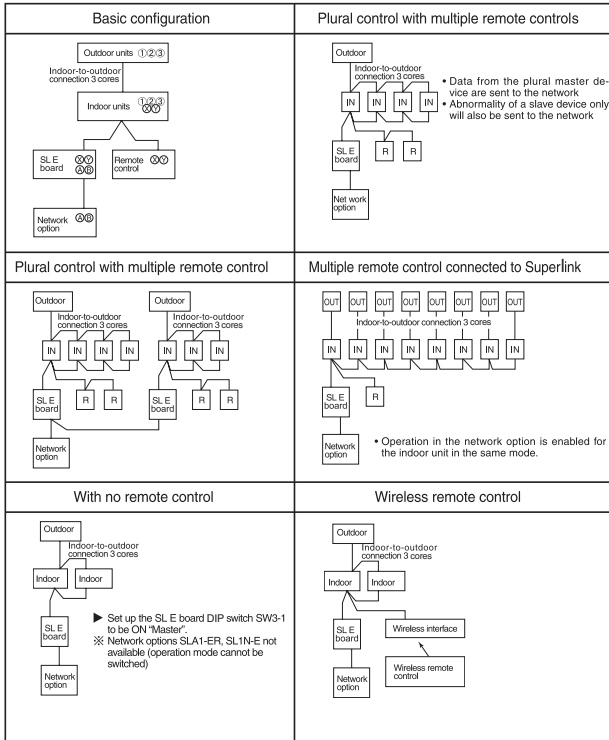 Basic configuration
Outdoor units ①②③
Indoor-to-outdoor
connection 3 cores
Indoor units ①②③
ⓍⓎ
SL E
board
ⓍⓎ
ⒶⒷ
Remote
control
ⓍⓎ
Network
option
ⒶⒷ
Plural control with multiple remote controls
Outdoor
Indoor-to-outdoor
connection 3 cores
IN IN IN IN
SL E
board
R R
Net work
option
• Data from the plural master de-
vice are sent to the network
• Abnormality of a slave device only
will also be sent to the network
Plural control with multiple remote control
Outdoor
Indoor-to-outdoor
connection 3 cores
IN IN IN IN
SL E
board
R R
Network
option
Outdoor
Indoor-to-outdoor
connection 3 cores
IN IN IN IN
SL E
board
R R
Multiple remote control connected to Superlink
OUT OUT OUT OUT OUT OUT OUT OUT
Indoor-to-outdoor connection 3 cores
IN IN IN IN IN IN IN IN
SL E
board
R
Network
option
• Operation in the network option is enabled for
the indoor unit in the same mode.
With no remote control
Outdoor
Indoor-to-outdoor
connection 3 cores
Indoor Indoor
SL E
board
Network
option
▶ Set up the SL E board DIP switch SW3-1
to be ON "Master".
※ Network options SLA1-ER, SL1N-E not
available (operation mode cannot be
switched)
Wireless remote control
Outdoor
Indoor-to-outdoor
connection 3 cores
Indoor Indoor
SL E
board
Wireless interface
Network
option
Wireless remote
control